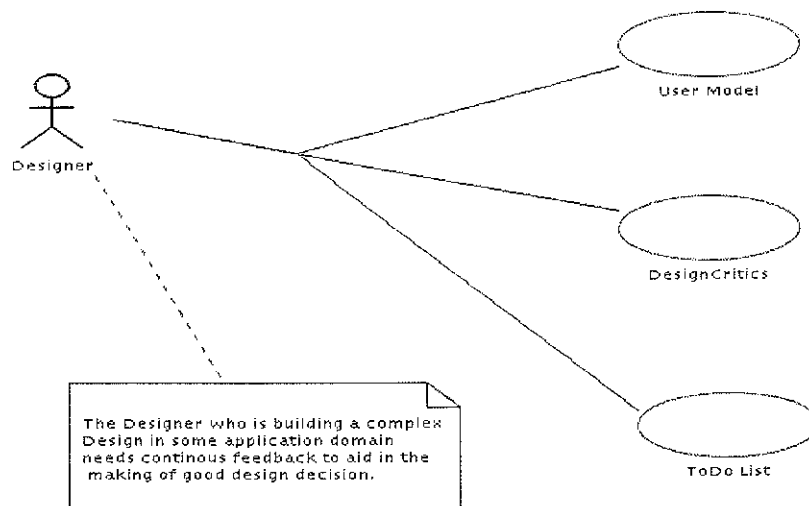 User Model
Designer
DesignCritics
The Designer who is building a complex
Design in some application domain
needs continous feedback to aid in the
making of good design decision.
ToDo List